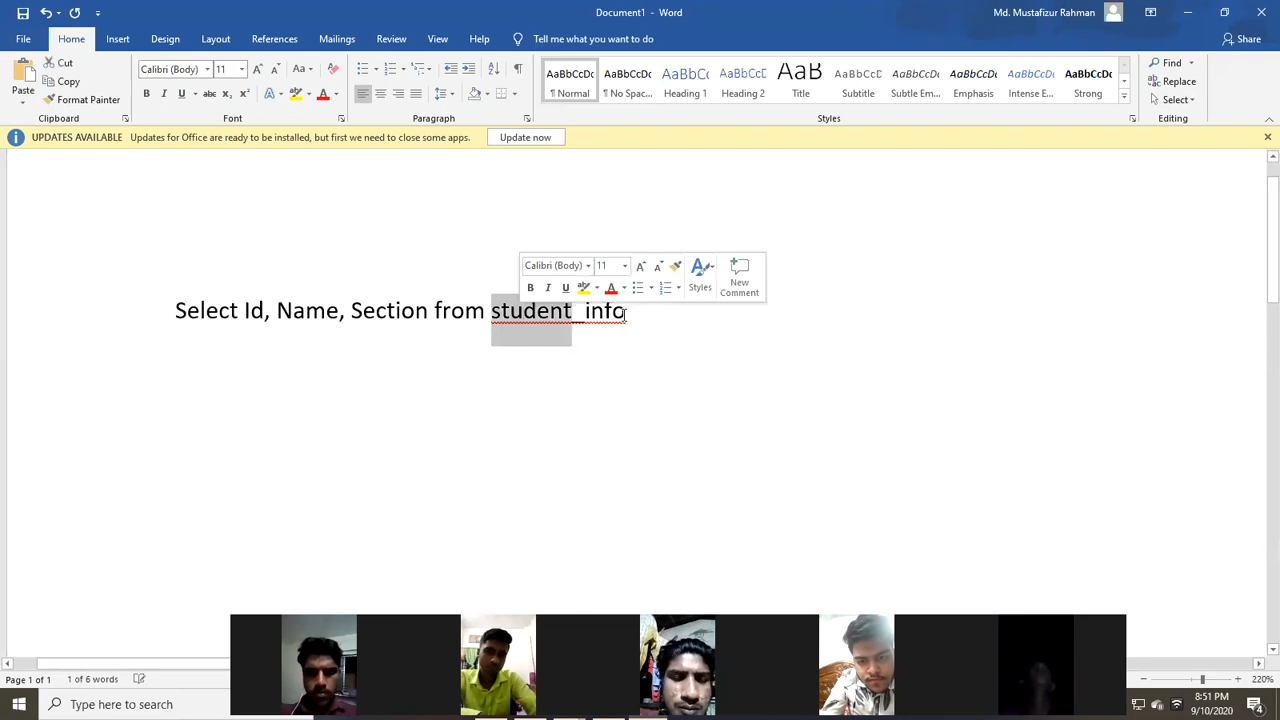 Document1 - Word
Md. Mustafizur Rahman
File Home Insert Design Layout References Mailings Review View Help Tell me what you want to do Share
Paste
Cut
Copy
Format Painter
Clipboard
Calibri (Body) 11
Font
Paragraph
AaBbCcDc AaBbCcDc AaBbCc AaBbCcC AaB AaBbCcD AaBbCcDc AaBbCcDc AaBbCcDc AaBbCcDc
¶ Normal ¶ No Spac... Heading 1 Heading 2 Title Subtitle Subtle Em... Emphasis Intense E... Strong
Styles
Find
Replace
Select
Editing
UPDATES AVAILABLE Updates for Office are ready to be installed, but first we need to close some apps. Update now
Calibri (Body) 11
Styles
New Comment
Select Id, Name, Section from student_info
Page 1 of 1 1 of 6 words 220%
Type here to search
8:51 PM
9/10/2020
4